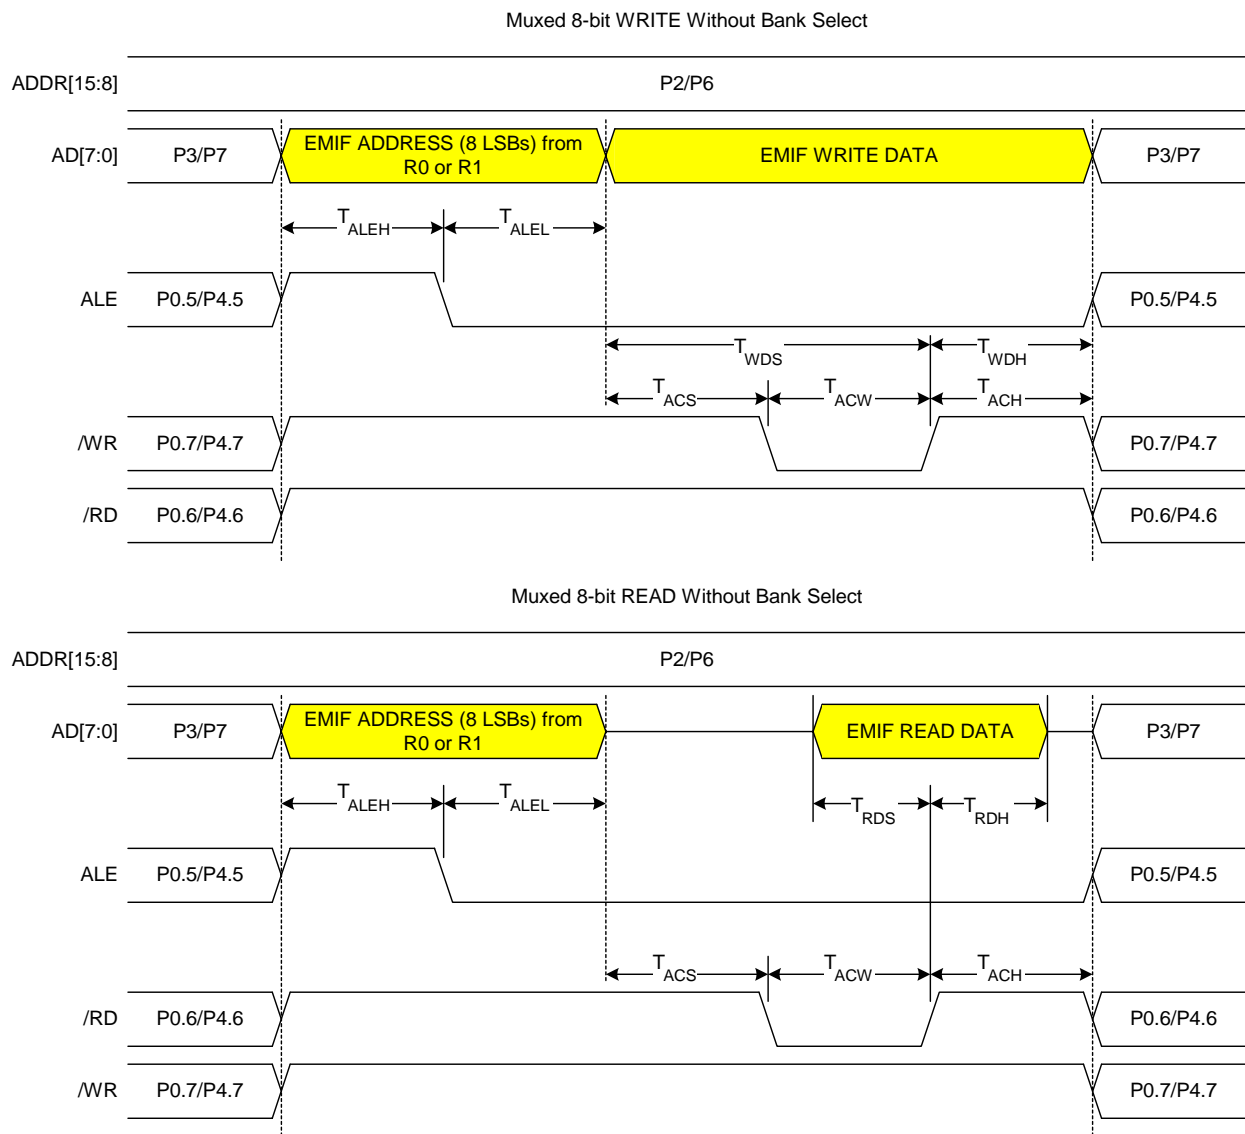 Muxed 8-bit WRITE Without Bank Select
ADDR[15:8] P2/P6
AD[7:0] P3/P7 EMIF ADDRESS (8 LSBs) from R0 or R1 EMIF WRITE DATA P3/P7
TALEH TALEL
ALE P0.5/P4.5 P0.5/P4.5
TWDS TWDH
TACS TACW TACH
/WR P0.7/P4.7 P0.7/P4.7
/RD P0.6/P4.6 P0.6/P4.6
Muxed 8-bit READ Without Bank Select
ADDR[15:8] P2/P6
AD[7:0] P3/P7 EMIF ADDRESS (8 LSBs) from R0 or R1 EMIF READ DATA P3/P7
TALEH TALEL TRDS TRDH
ALE P0.5/P4.5 P0.5/P4.5
TACS TACW TACH
/RD P0.6/P4.6 P0.6/P4.6
/WR P0.7/P4.7 P0.7/P4.7